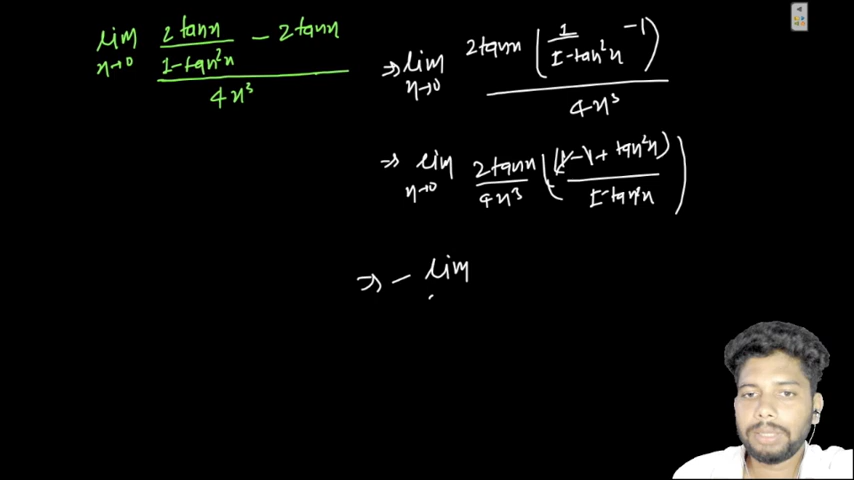 lim x→0 (2tanx/(1-tan²x) - 2tanx)/4x³
⇒ lim x→0 2tanx (1/(1-tan²x) - 1)/4x³
⇒ lim x→0 2tanx/4x³ ((1-1+tan²x)/(1-tan²x))
⇒ - lim